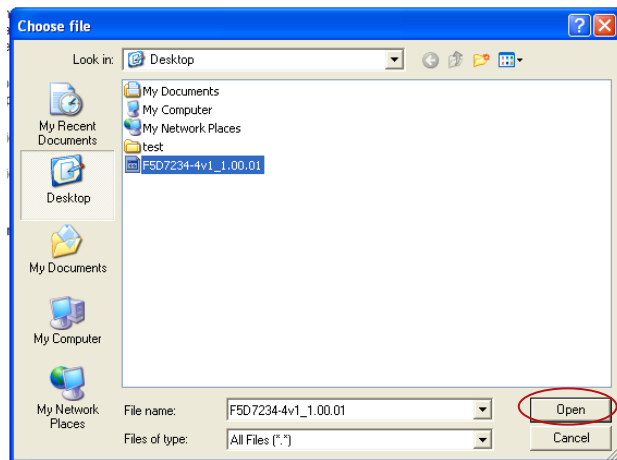 Choose file
Look in:
Desktop
My Recent
Documents
Desktop
My Documents
My Computer
My Network
Places
My Documents
My Computer
My Network Places
test
F5D7234-4v1_1.00.01
File name:
F5D7234-4v1_1.00.01
Open
Files of type:
All Files (*.*)
Cancel